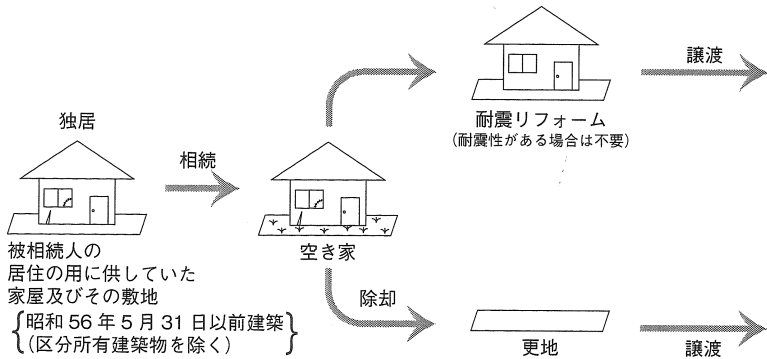 独居
被相続人の
居住の用に供していた
家屋及びその敷地
昭和56年5月31日以前建築
(区分所有建築物を除く)
相続
空き家
耐震リフォーム
(耐震性がある場合は不要)
譲渡
除却
更地
譲渡